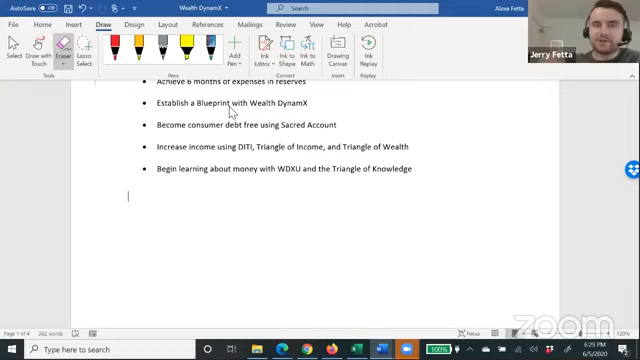 AutoSave On
Wealth DynamX
Search
Alexa Fetta
File Home Insert Draw Design Layout References Mailings Review View Help Acrobat
Select
Draw with Touch
Eraser
Lasso Select
Add Pen
Ink Editor
Ink to Shape
Ink to Math
Drawing Canvas
Ink Replay
Pens
Convert
Insert
Replay
Jerry Fetta
• Achieve 6 months of expenses in reserves
• Establish a Blueprint with Wealth DynamX
• Become consumer debt free using Sacred Account
• Increase income using DITI, Triangle of Income, and Triangle of Wealth
• Begin learning about money with WDXU and the Triangle of Knowledge
zoom
Page 1 of 4 282 words
Focus
120%
Type here to search
100%
6:29 PM
6/5/2020